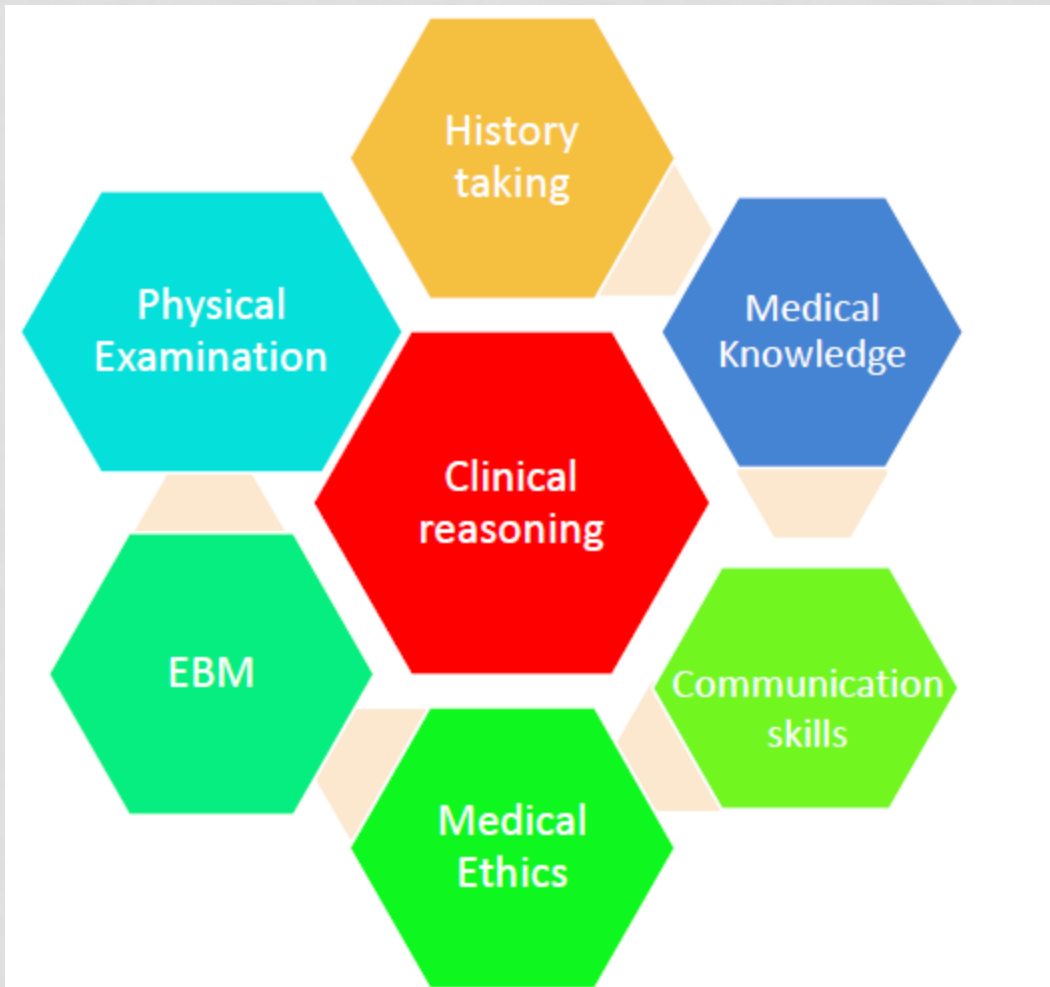 History
taking
Physical
Examination
Medical
Knowledge
Clinical
reasoning
EBM
Communication
skills
Medical
Ethics